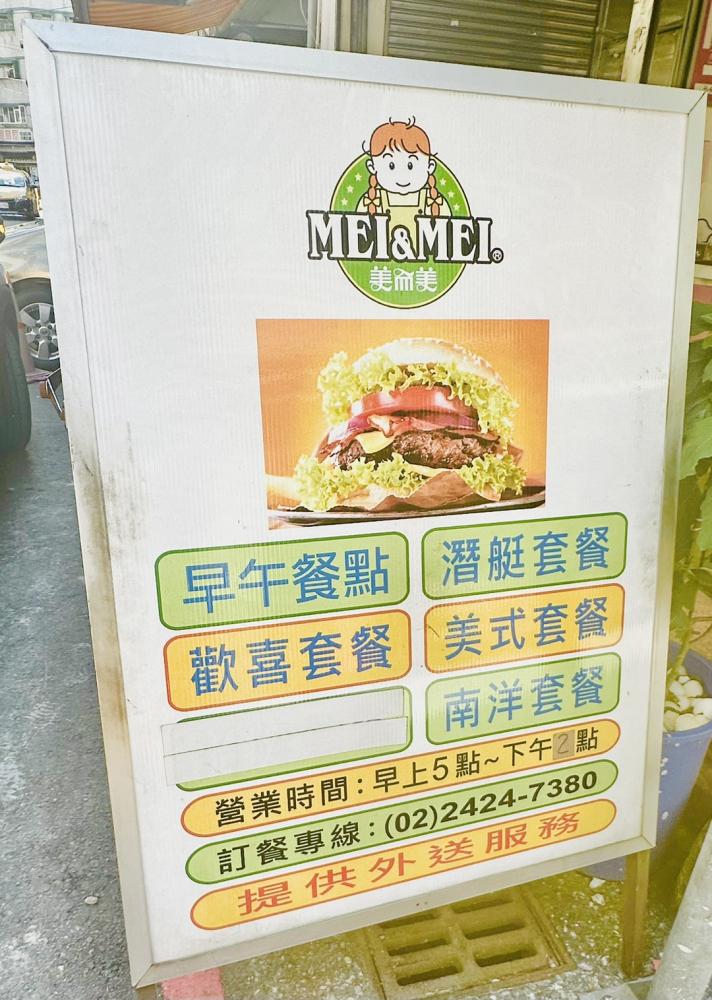 MEI&MEI®
美而美
早午餐點
潛艇套餐
歡喜套餐
美式套餐
南洋套餐
營業時間：早上5點~下午2點
訂餐專線：(02)2424-7380
提供外送服務